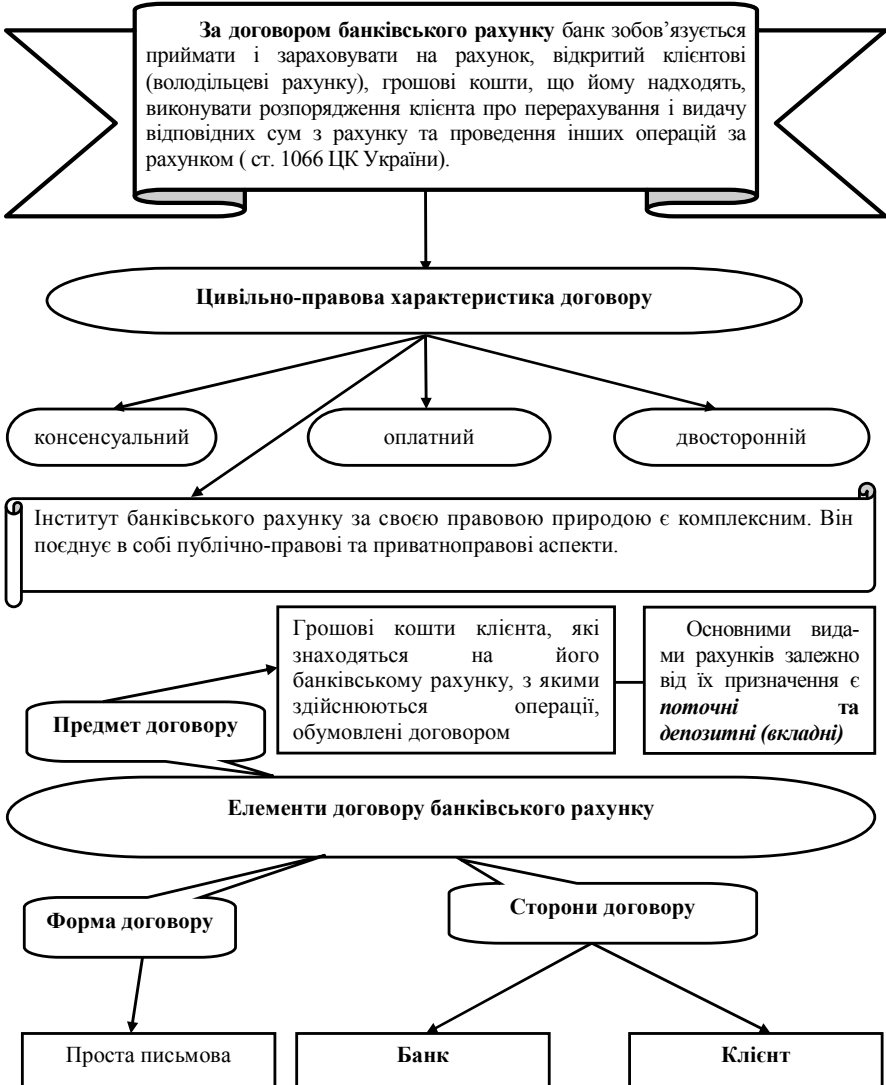 За договором банківського рахунку банк зобов’язується
приймати і зараховувати на рахунок, відкритий клієнтові
(володільцеві рахунку), грошові кошти, що йому надходять,
виконувати розпорядження клієнта про перерахування і видачу
відповідних сум з рахунку та проведення інших операцій за
рахунком ( ст. 1066 ЦК України).
Цивільно-правова характеристика договору
консенсуальний
оплатний
двосторонній
Інститут банківського рахунку за своєю правовою природою є комплексним. Він
поєднує в собі публічно-правові та приватноправові аспекти.
Грошові кошти клієнта, які
знаходяться на його
банківському рахунку, з якими
здійснюються операції,
обумовлені договором
Основними вида-
ми рахунків залежно
від їх призначення є
поточні та
депозитні (вкладні)
Предмет договору
Елементи договору банківського рахунку
Форма договору
Сторони договору
Проста письмова
Банк
Клієнт